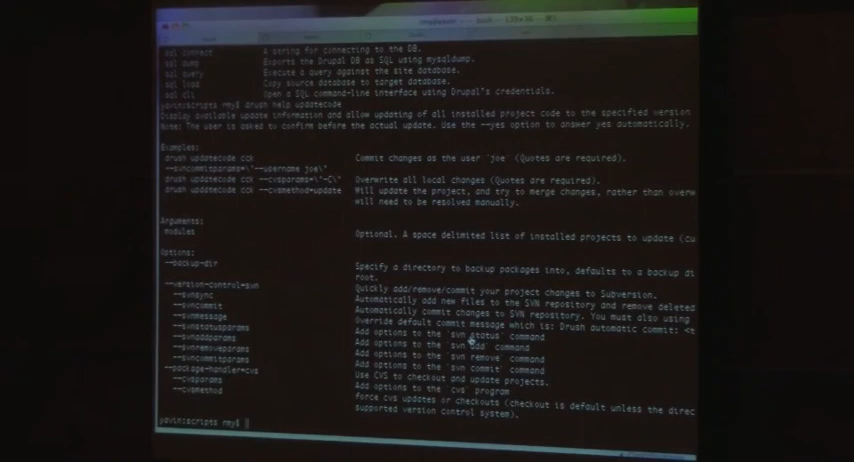 sql connect A string for connecting to the DB.
sql dump Exports the Drupal DB as SQL using mysqldump.
sql query Execute a query against the site database.
sql load Copy source database to target database.
sql cli Open a SQL command-line interface using Drupal's credentials.
yavin:scripts rmy$ drush help updatecode
Display available update information and allow updating of all installed project code to the specified version
Note: The user is asked to confirm before the actual update. Use the --yes option to answer yes automatically.
Examples:
drush updatecode cck Commit changes as the user 'joe' (Quotes are required).
--svncommitparams=\"--username joe\"
drush updatecode cck --cvsparams=\"-C\" Overwrite all local changes (Quotes are required).
drush updatecode cck --cvsmethod=update Will update the project, and try to merge changes, rather than overw
will need to be resolved manually.
Arguments:
modules Optional. A space delimited list of installed projects to update (cu
Options:
--backup-dir Specify a directory to backup packages into, defaults to a backup di
root.
--version-control=svn Quickly add/remove/commit your project changes to Subversion.
--svnsync Automatically add new files to the SVN repository and remove deleted
--svncommit Automatically commit changes to SVN repository. You must also using
--svnmessage Override default commit message which is: Drush automatic commit: <t
--svnstatusparams Add options to the 'svn status' command
--svnaddparams Add options to the 'svn add' command
--svnremoveparams Add options to the 'svn remove' command
--svncommitparams Add options to the 'svn commit' command
--package-handler=cvs Use CVS to checkout and update projects.
--cvsparams Add options to the 'cvs' program
--cvsmethod force cvs updates or checkouts (checkout is default unless the direc
supported version control system).
yavin:scripts rmy$